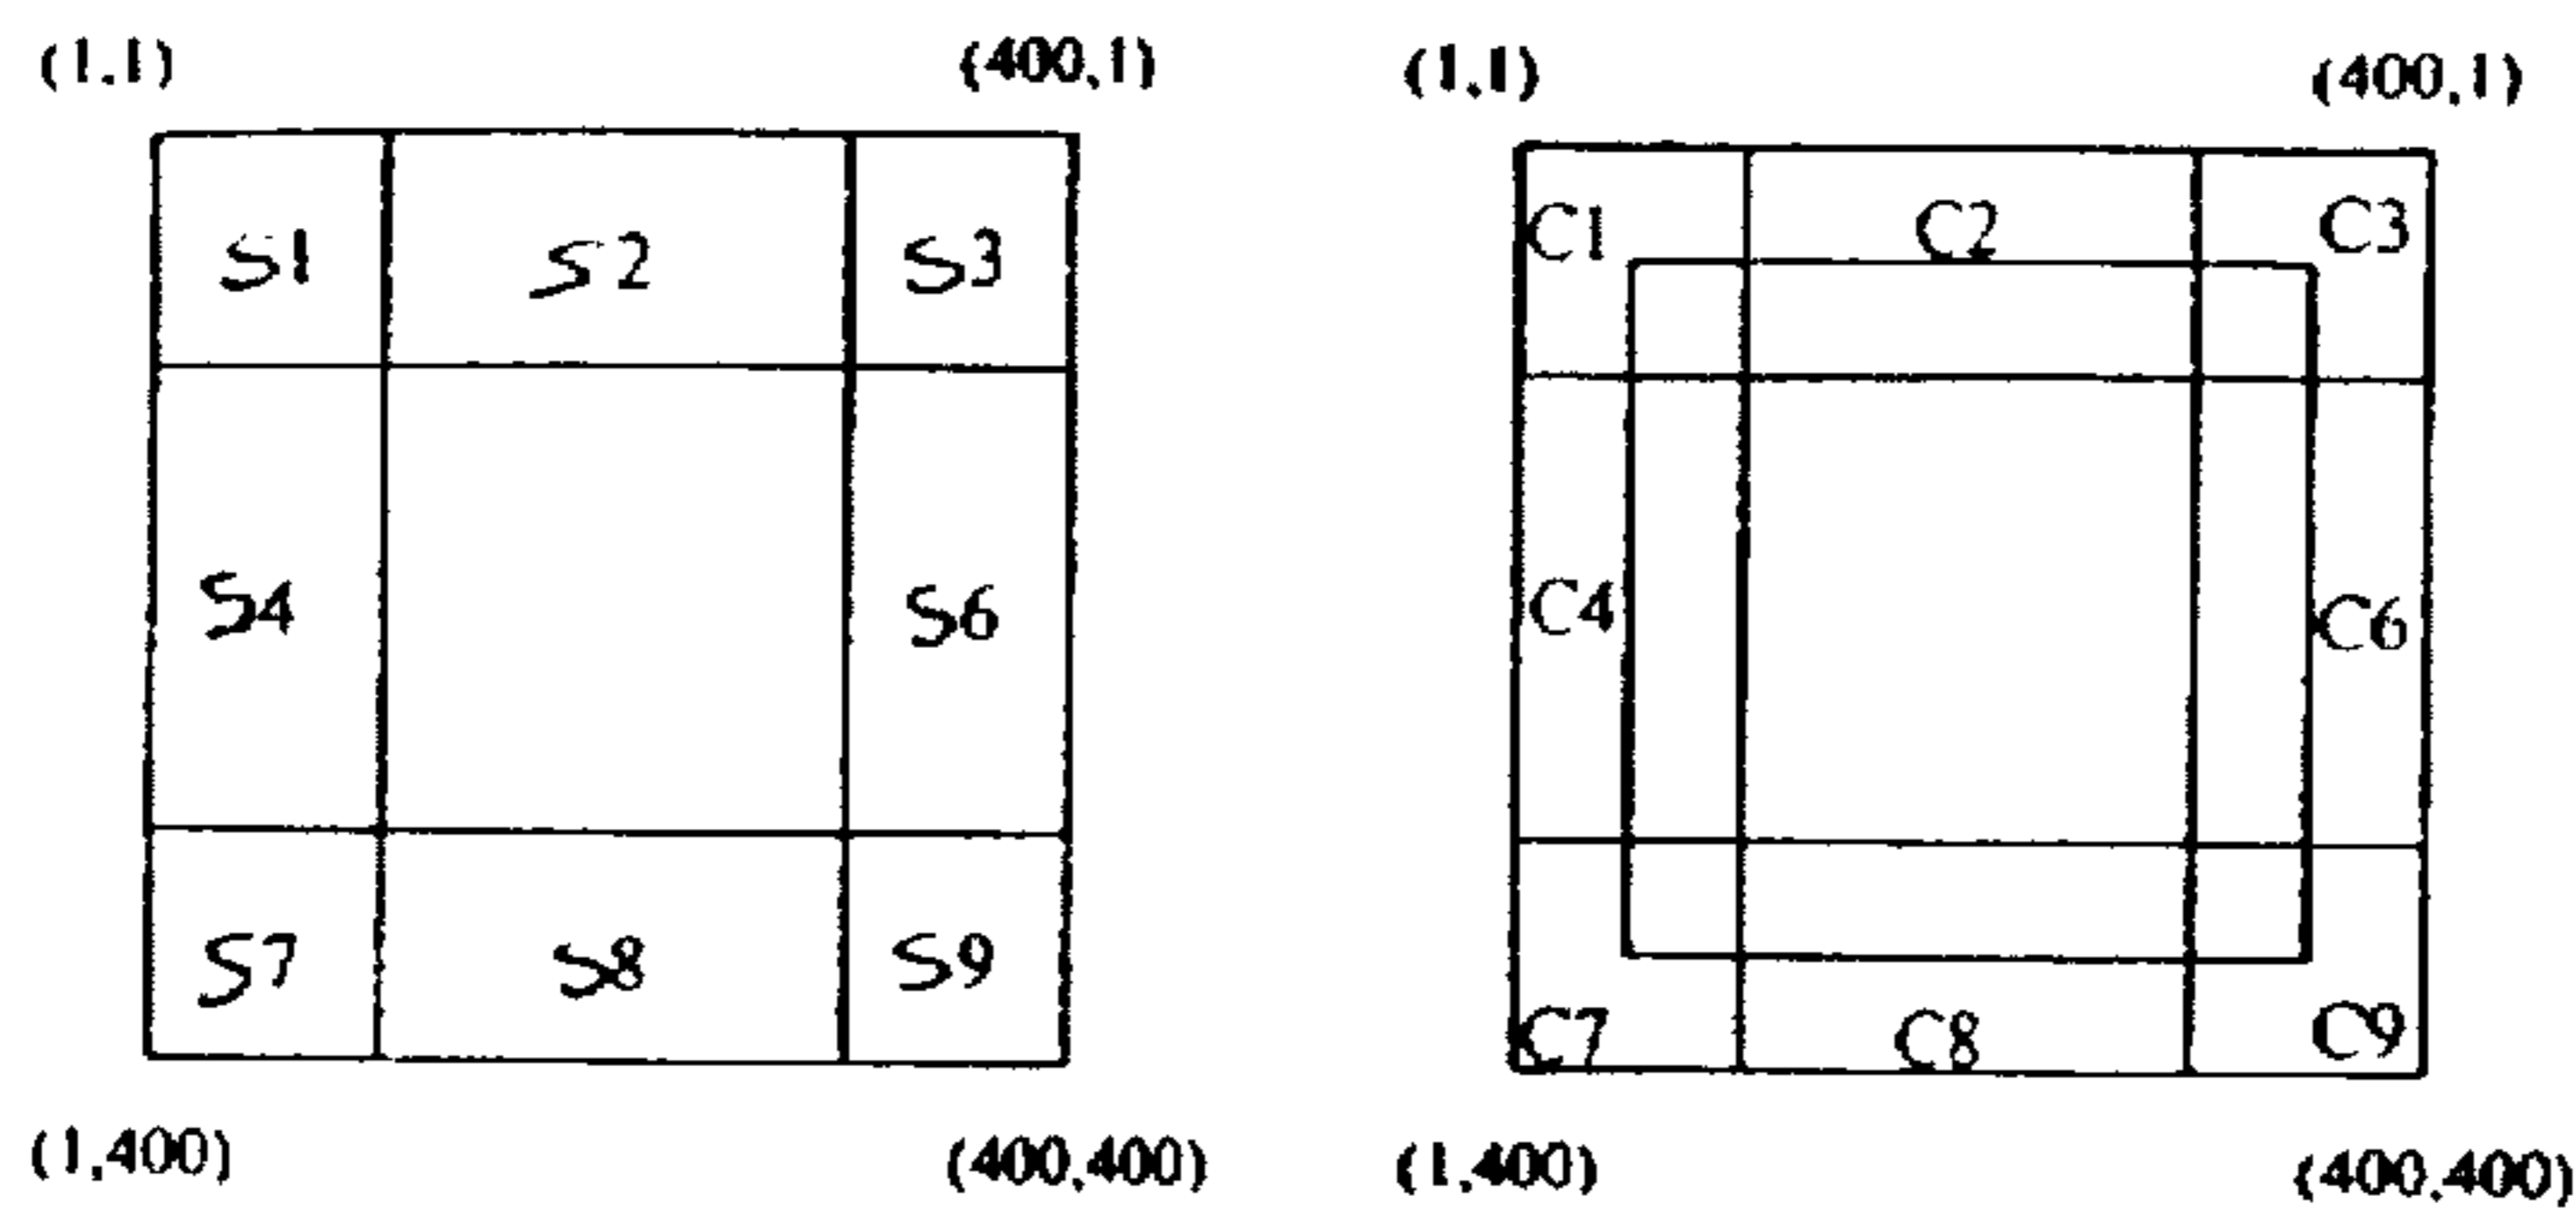 (1,1) (400,1)
S1 S2 S3
S4 S6
S7 S8 S9
(1,400) (400,400)
(1,1) (400,1)
C1 C2 C3
C4 C6
C7 C8 C9
(1,400) (400,400)